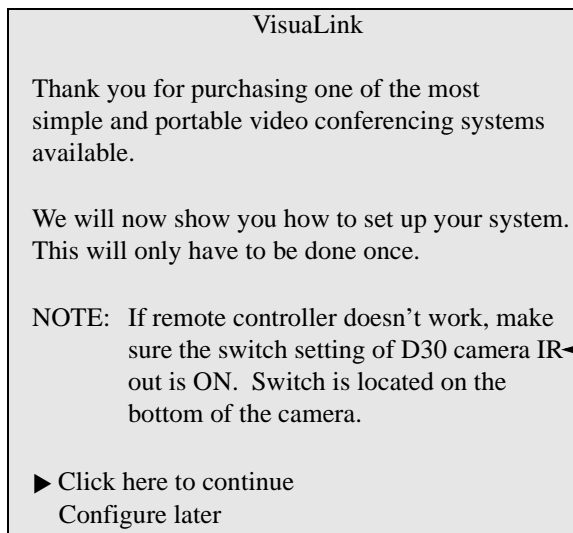 VisuaLink
Thank you for purchasing one of the most
simple and portable video conferencing systems
available.
We will now show you how to set up your system.
This will only have to be done once.
NOTE: If remote controller doesn’t work, make
sure the switch setting of D30 camera IR
out is ON. Switch is located on the
bottom of the camera.
Click here to continue
Configure later